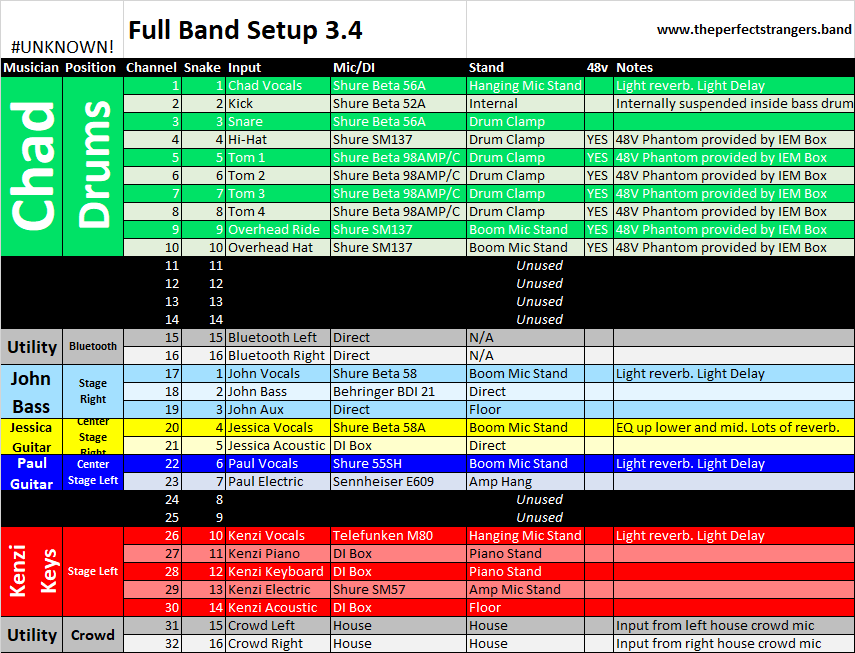 #UNKNOWN! Full Band Setup 3.4 www.theperfectstrangers.band
Musician Position Channel Snake Input Mic/DI Stand 48v Notes
Chad Drums
1 1 Chad Vocals Shure Beta 56A Hanging Mic Stand Light reverb. Light Delay
2 2 Kick Shure Beta 52A Internal Internally suspended inside bass drum
3 3 Snare Shure Beta 56A Drum Clamp
4 4 Hi-Hat Shure SM137 Drum Clamp YES 48V Phantom provided by IEM Box
5 5 Tom 1 Shure Beta 98AMP/C Drum Clamp YES 48V Phantom provided by IEM Box
6 6 Tom 2 Shure Beta 98AMP/C Drum Clamp YES 48V Phantom provided by IEM Box
7 7 Tom 3 Shure Beta 98AMP/C Drum Clamp YES 48V Phantom provided by IEM Box
8 8 Tom 4 Shure Beta 98AMP/C Drum Clamp YES 48V Phantom provided by IEM Box
9 9 Overhead Ride Shure SM137 Boom Mic Stand YES 48V Phantom provided by IEM Box
10 10 Overhead Hat Shure SM137 Boom Mic Stand YES 48V Phantom provided by IEM Box
11 11 Unused
12 12 Unused
13 13 Unused
14 14 Unused
Utility Bluetooth
15 15 Bluetooth Left Direct N/A
16 16 Bluetooth Right Direct N/A
John Bass Stage Right
17 1 John Vocals Shure Beta 58 Boom Mic Stand Light reverb. Light Delay
18 2 John Bass Behringer BDI 21 Direct
19 3 John Aux Direct Floor
Jessica Guitar Center Stage Right
20 4 Jessica Vocals Shure Beta 58A Boom Mic Stand EQ up lower and mid. Lots of reverb.
21 5 Jessica Acoustic DI Box Direct
Paul Guitar Center Stage Left
22 6 Paul Vocals Shure 55SH Boom Mic Stand Light reverb. Light Delay
23 7 Paul Electric Sennheiser E609 Amp Hang
24 8 Unused
25 9 Unused
Kenzi Keys Stage Left
26 10 Kenzi Vocals Telefunken M80 Hanging Mic Stand Light reverb. Light Delay
27 11 Kenzi Piano DI Box Piano Stand
28 12 Kenzi Keyboard DI Box Piano Stand
29 13 Kenzi Electric Shure SM57 Amp Mic Stand
30 14 Kenzi Acoustic DI Box Floor
Utility Crowd
31 15 Crowd Left House House Input from left house crowd mic
32 16 Crowd Right House House Input from right house crowd mic